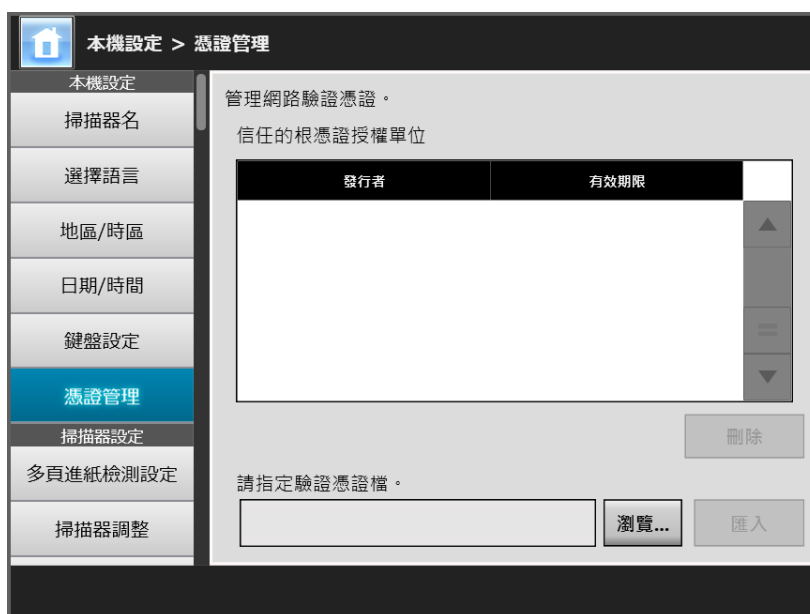 本機設定 > 憑證管理
本機設定
掃描器名
選擇語言
地區/時區
日期/時間
鍵盤設定
憑證管理
掃描器設定
多頁進紙檢測設定
掃描器調整
管理網路驗證憑證。
信任的根憑證授權單位
發行者 有效期限
刪除
請指定驗證憑證檔。
瀏覽... 匯入